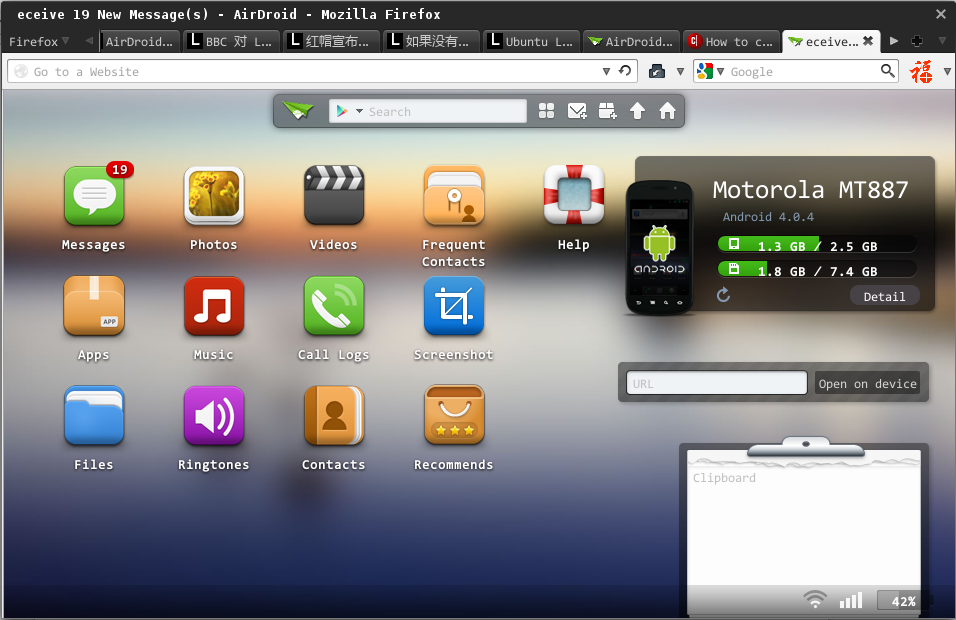 eceive 19 New Message(s) - AirDroid - Mozilla Firefox
Firefox AirDroid... BBC 对 L... 红帽宣布... 如果没有... Ubuntu L... AirDroid... How to c... eceive...
Go to a Website Google 福
Search
19
Messages Photos Videos Frequent Contacts Help
APP
Apps Music Call Logs Screenshot
Files Ringtones Contacts Recommends
Motorola MT887
Android 4.0.4
1.3 GB / 2.5 GB
1.8 GB / 7.4 GB
ANDROID
Detail
URL Open on device
Clipboard
42%